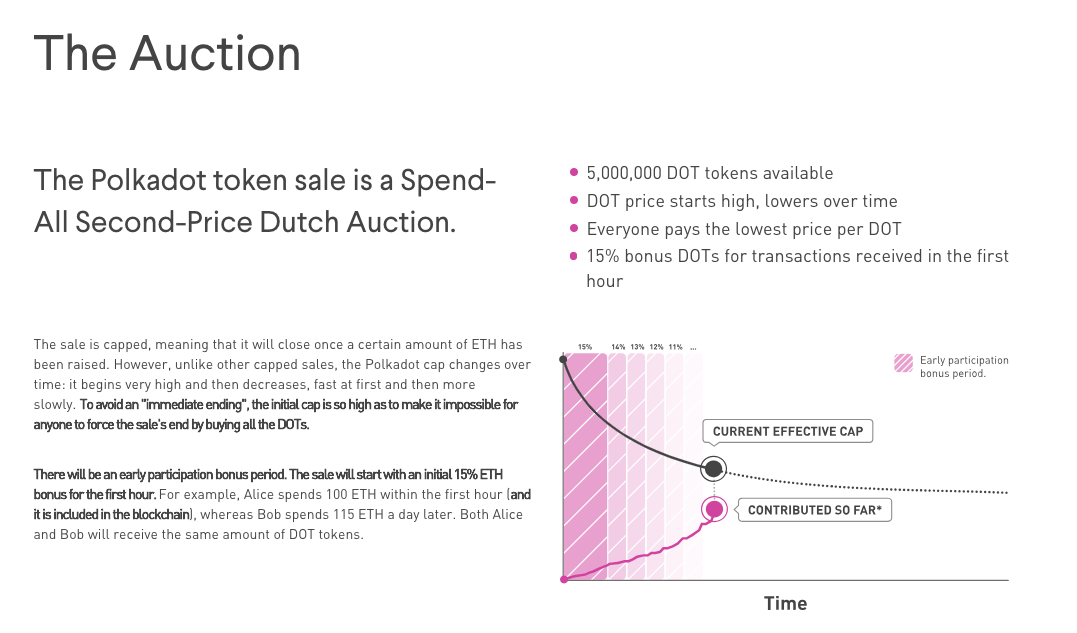 The Auction
The Polkadot token sale is a Spend-
All Second-Price Dutch Auction.
5,000,000 DOT tokens available
DOT price starts high, lowers over time
Everyone pays the lowest price per DOT
15% bonus DOTs for transactions received in the first
hour
The sale is capped, meaning that it will close once a certain amount of ETH has
been raised. However, unlike other capped sales, the Polkadot cap changes over
time: it begins very high and then decreases, fast at first and then more
slowly. To avoid an "immediate ending", the initial cap is so high as to make it impossible for
anyone to force the sale's end by buying all the DOTs.
There will be an early participation bonus period. The sale will start with an initial 15% ETH
bonus for the first hour. For example, Alice spends 100 ETH within the first hour (and
it is included in the blockchain), whereas Bob spends 115 ETH a day later. Both Alice
and Bob will receive the same amount of DOT tokens.
15% 14% 13% 12% 11% ...
Early participation
bonus period.
CURRENT EFFECTIVE CAP
CONTRIBUTED SO FAR*
Time